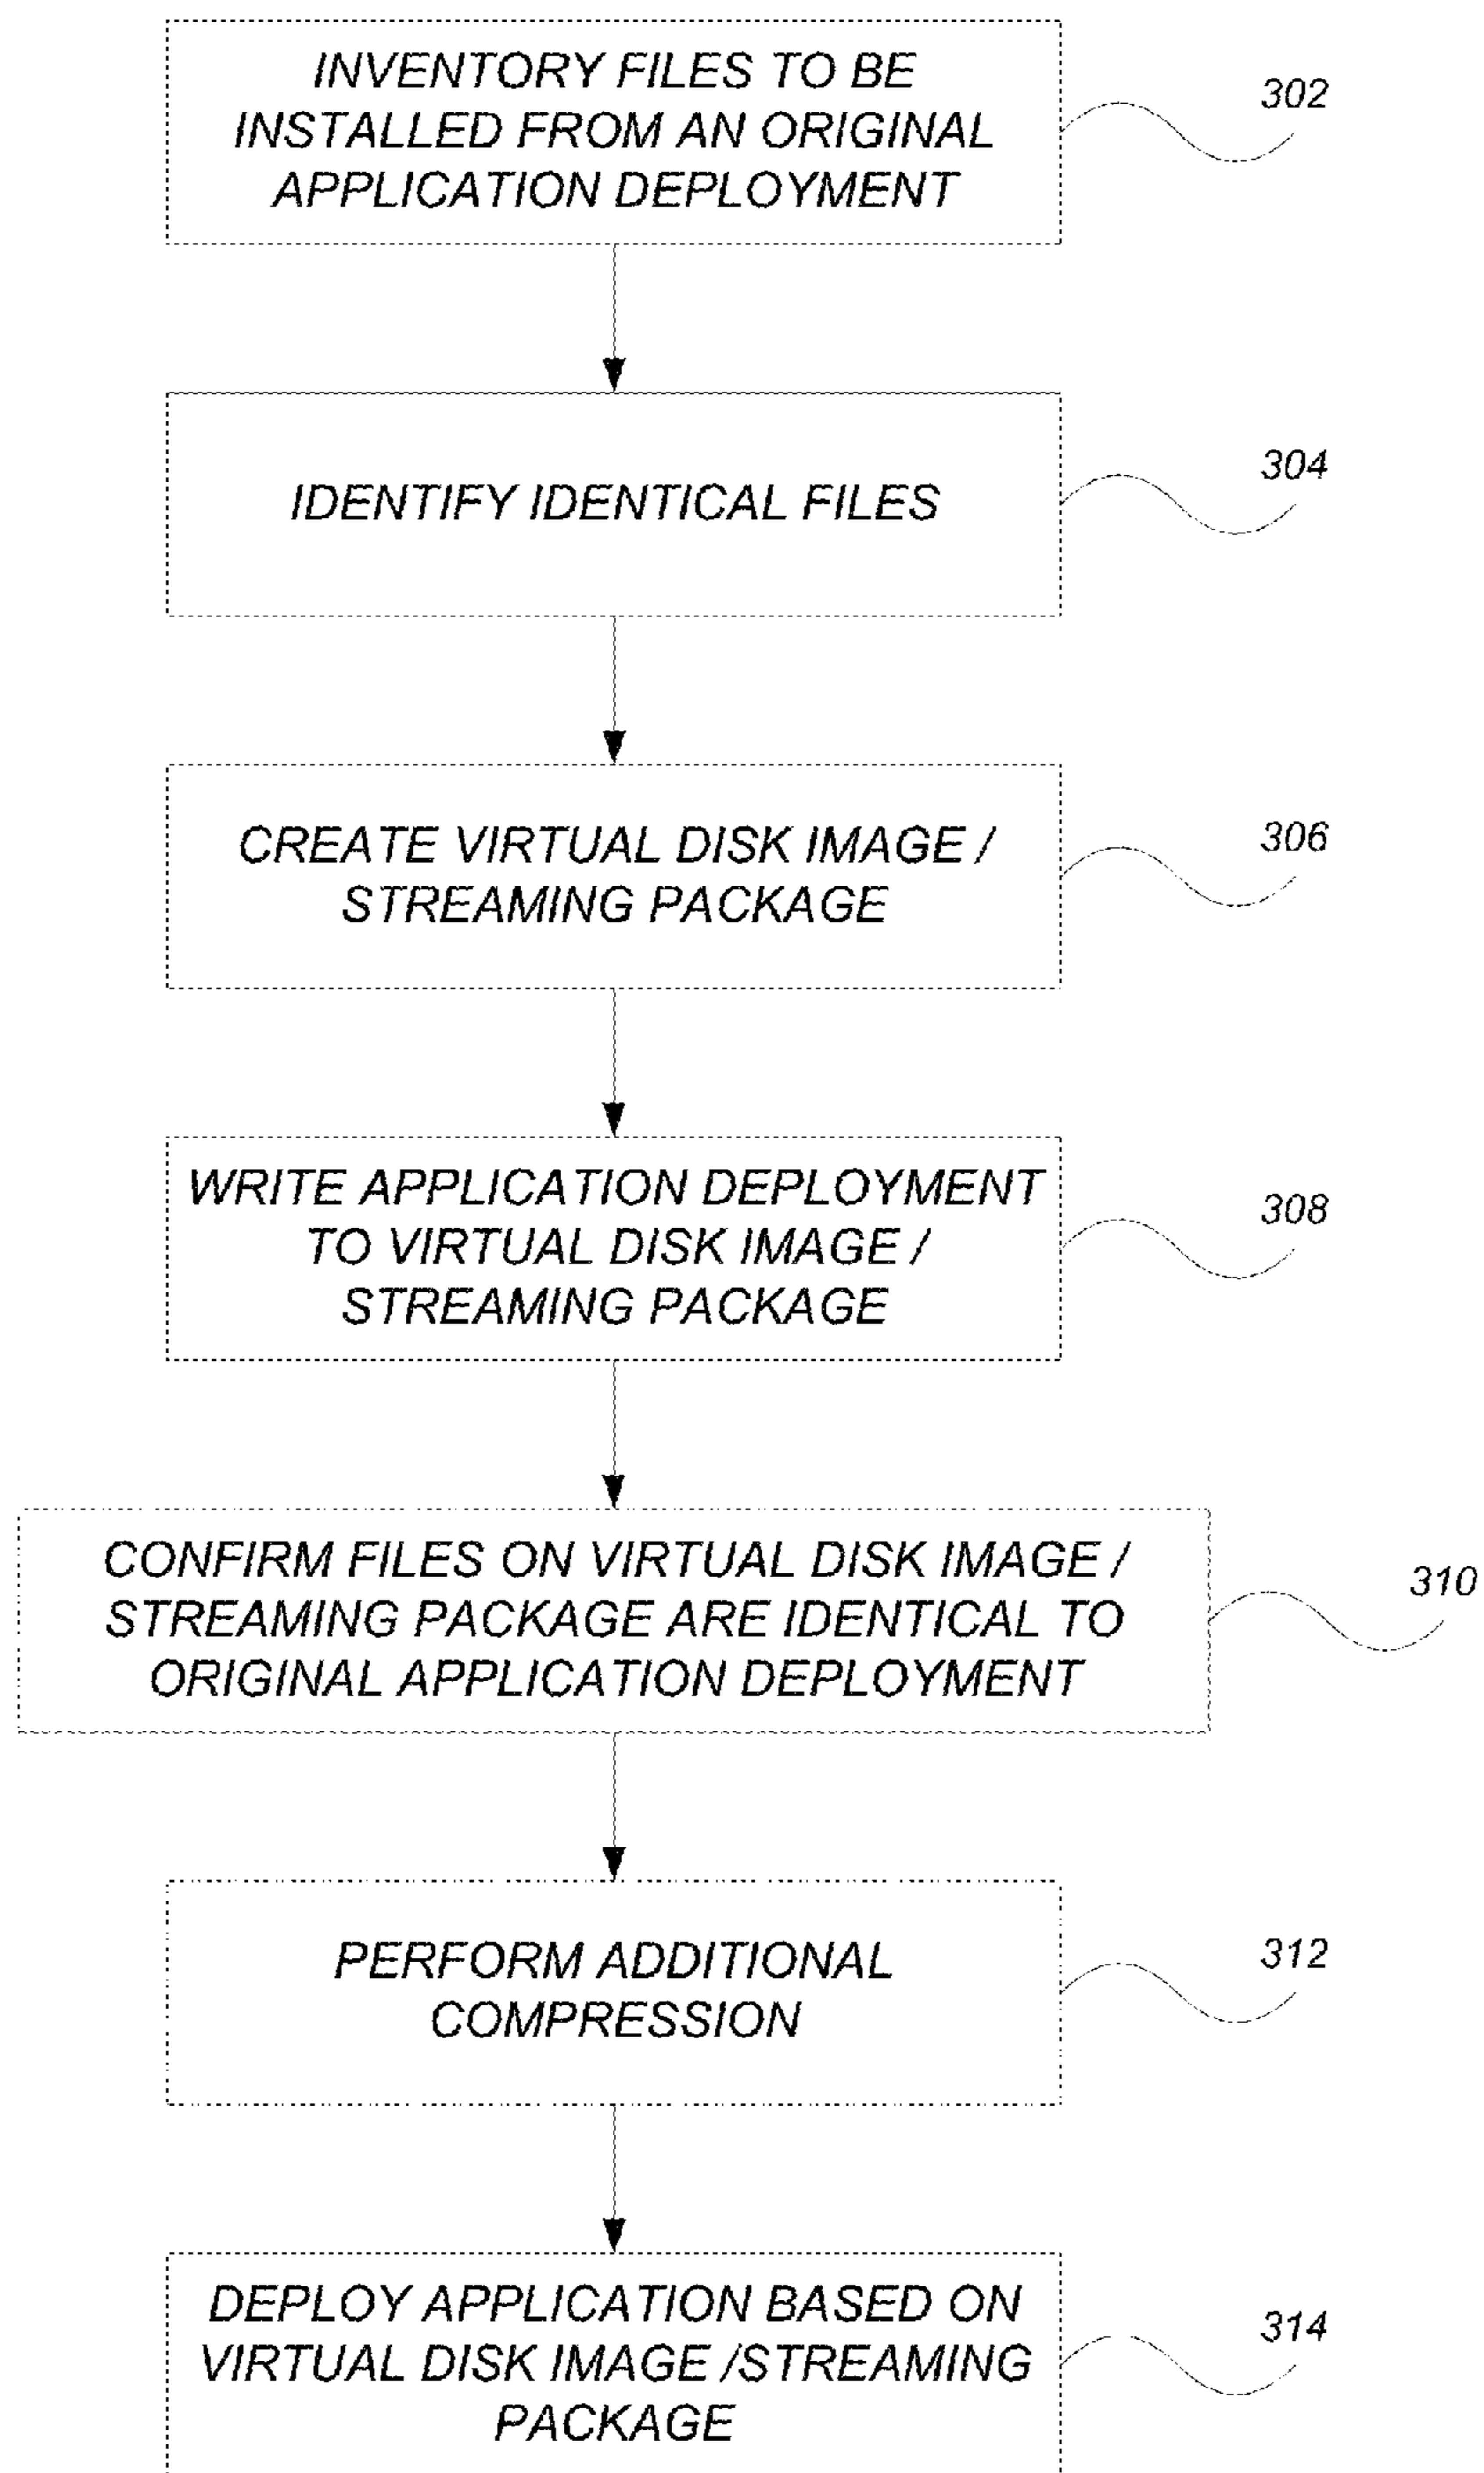 INVENTORY FILES TO BE
INSTALLED FROM AN ORIGINAL
APPLICATION DEPLOYMENT
302
IDENTIFY IDENTICAL FILES
304
CREATE VIRTUAL DISK IMAGE /
STREAMING PACKAGE
306
WRITE APPLICATION DEPLOYMENT
TO VIRTUAL DISK IMAGE /
STREAMING PACKAGE
308
CONFIRM FILES ON VIRTUAL DISK IMAGE /
STREAMING PACKAGE ARE IDENTICAL TO
ORIGINAL APPLICATION DEPLOYMENT
310
PERFORM ADDITIONAL
COMPRESSION
312
DEPLOY APPLICATION BASED ON
VIRTUAL DISK IMAGE /STREAMING
PACKAGE
314